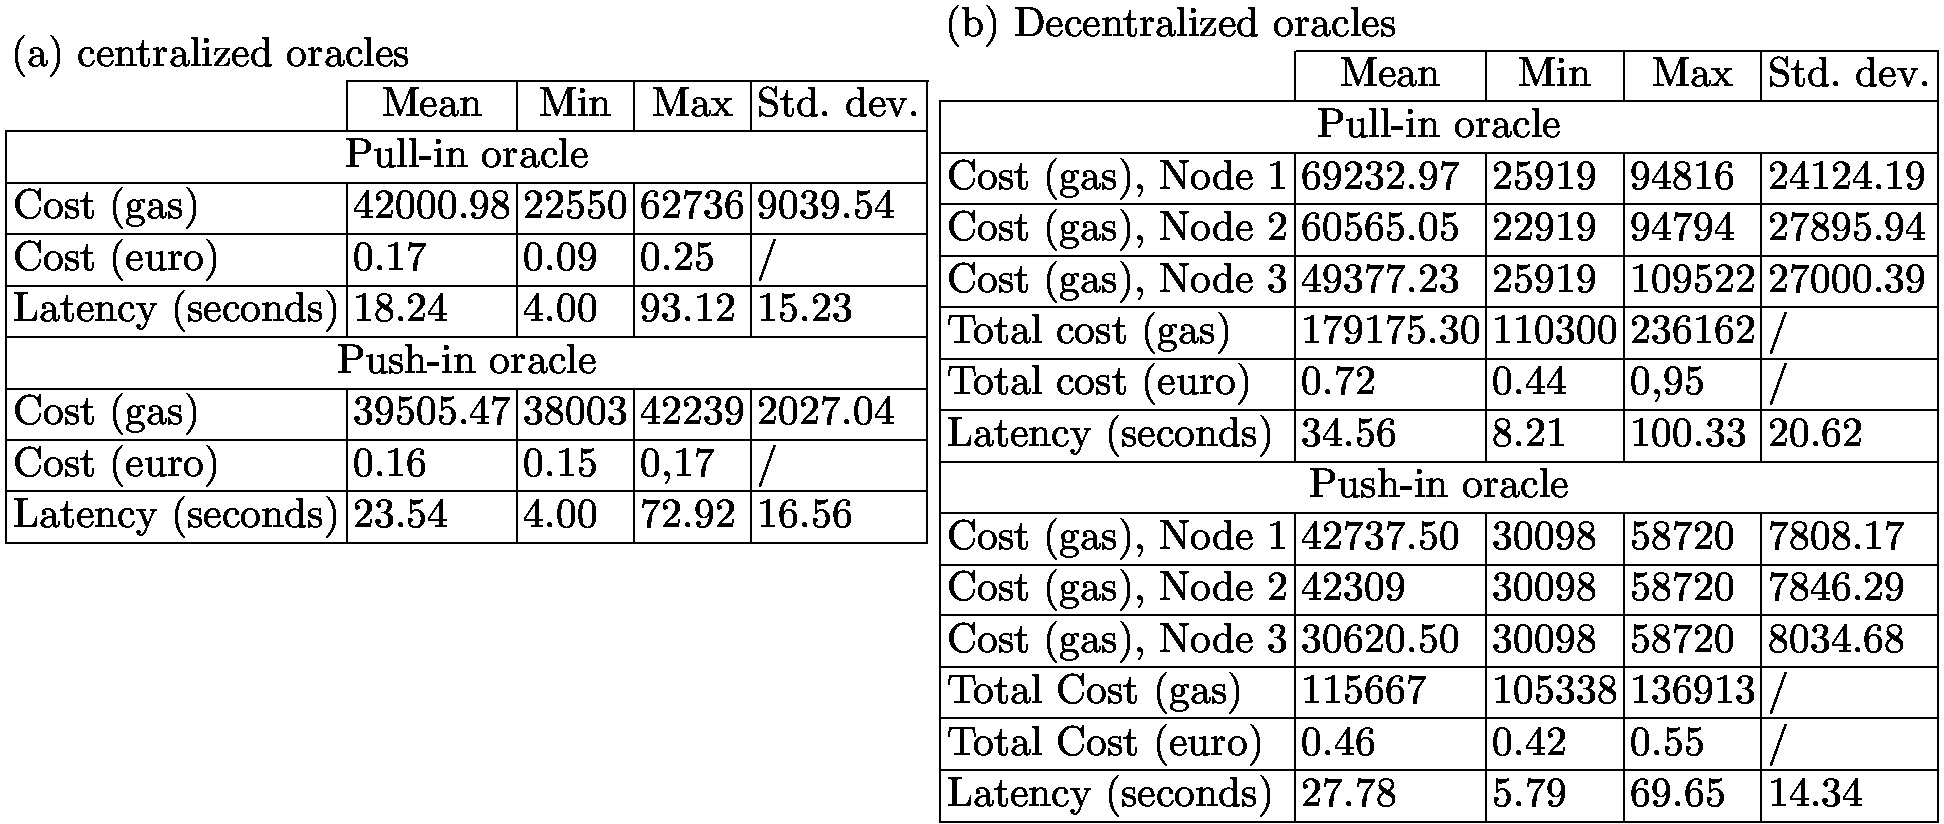 (a) centralized oracles
Mean Min Max Std. dev.
Pull-in oracle
Cost (gas) 42000.98 22550 62736 9039.54
Cost (euro) 0.17 0.09 0.25 /
Latency (seconds) 18.24 4.00 93.12 15.23
Push-in oracle
Cost (gas) 39505.47 38003 42239 2027.04
Cost (euro) 0.16 0.15 0,17 /
Latency (seconds) 23.54 4.00 72.92 16.56
(b) Decentralized oracles
Mean Min Max Std. dev.
Pull-in oracle
Cost (gas), Node 1 69232.97 25919 94816 24124.19
Cost (gas), Node 2 60565.05 22919 94794 27895.94
Cost (gas), Node 3 49377.23 25919 109522 27000.39
Total cost (gas) 179175.30 110300 236162 /
Total cost (euro) 0.72 0.44 0,95 /
Latency (seconds) 34.56 8.21 100.33 20.62
Push-in oracle
Cost (gas), Node 1 42737.50 30098 58720 7808.17
Cost (gas), Node 2 42309 30098 58720 7846.29
Cost (gas), Node 3 30620.50 30098 58720 8034.68
Total Cost (gas) 115667 105338 136913 /
Total Cost (euro) 0.46 0.42 0.55 /
Latency (seconds) 27.78 5.79 69.65 14.34